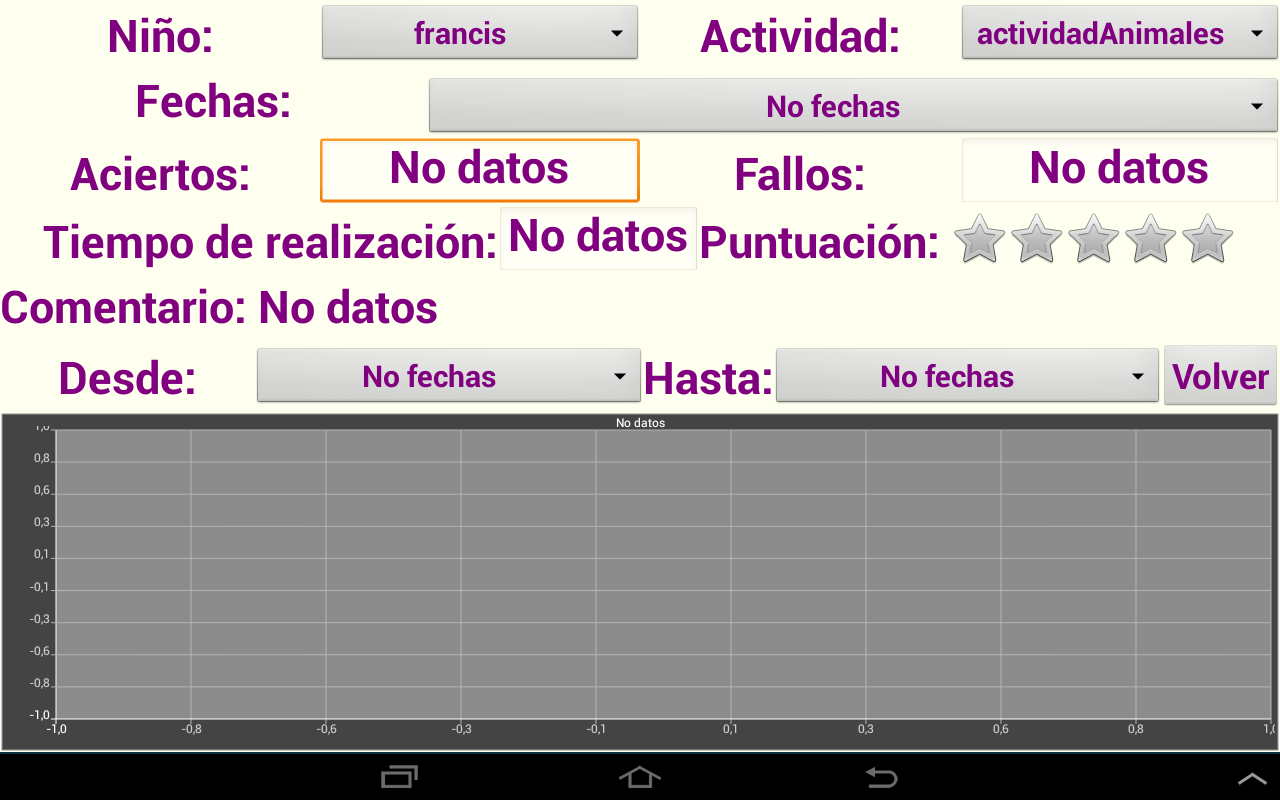 Niño: francis Actividad: actividadAnimales
Fechas: No fechas
Aciertos: No datos Fallos: No datos
Tiempo de realización: No datos Puntuación:
Comentario: No datos
Desde: No fechas Hasta: No fechas Volver
No datos
1,0
0,8
0,6
0,3
0,1
-0,1
-0,3
-0,6
-0,8
-1,0
-1,0 -0,8 -0,6 -0,3 -0,1 0,1 0,3 0,6 0,8 1,0